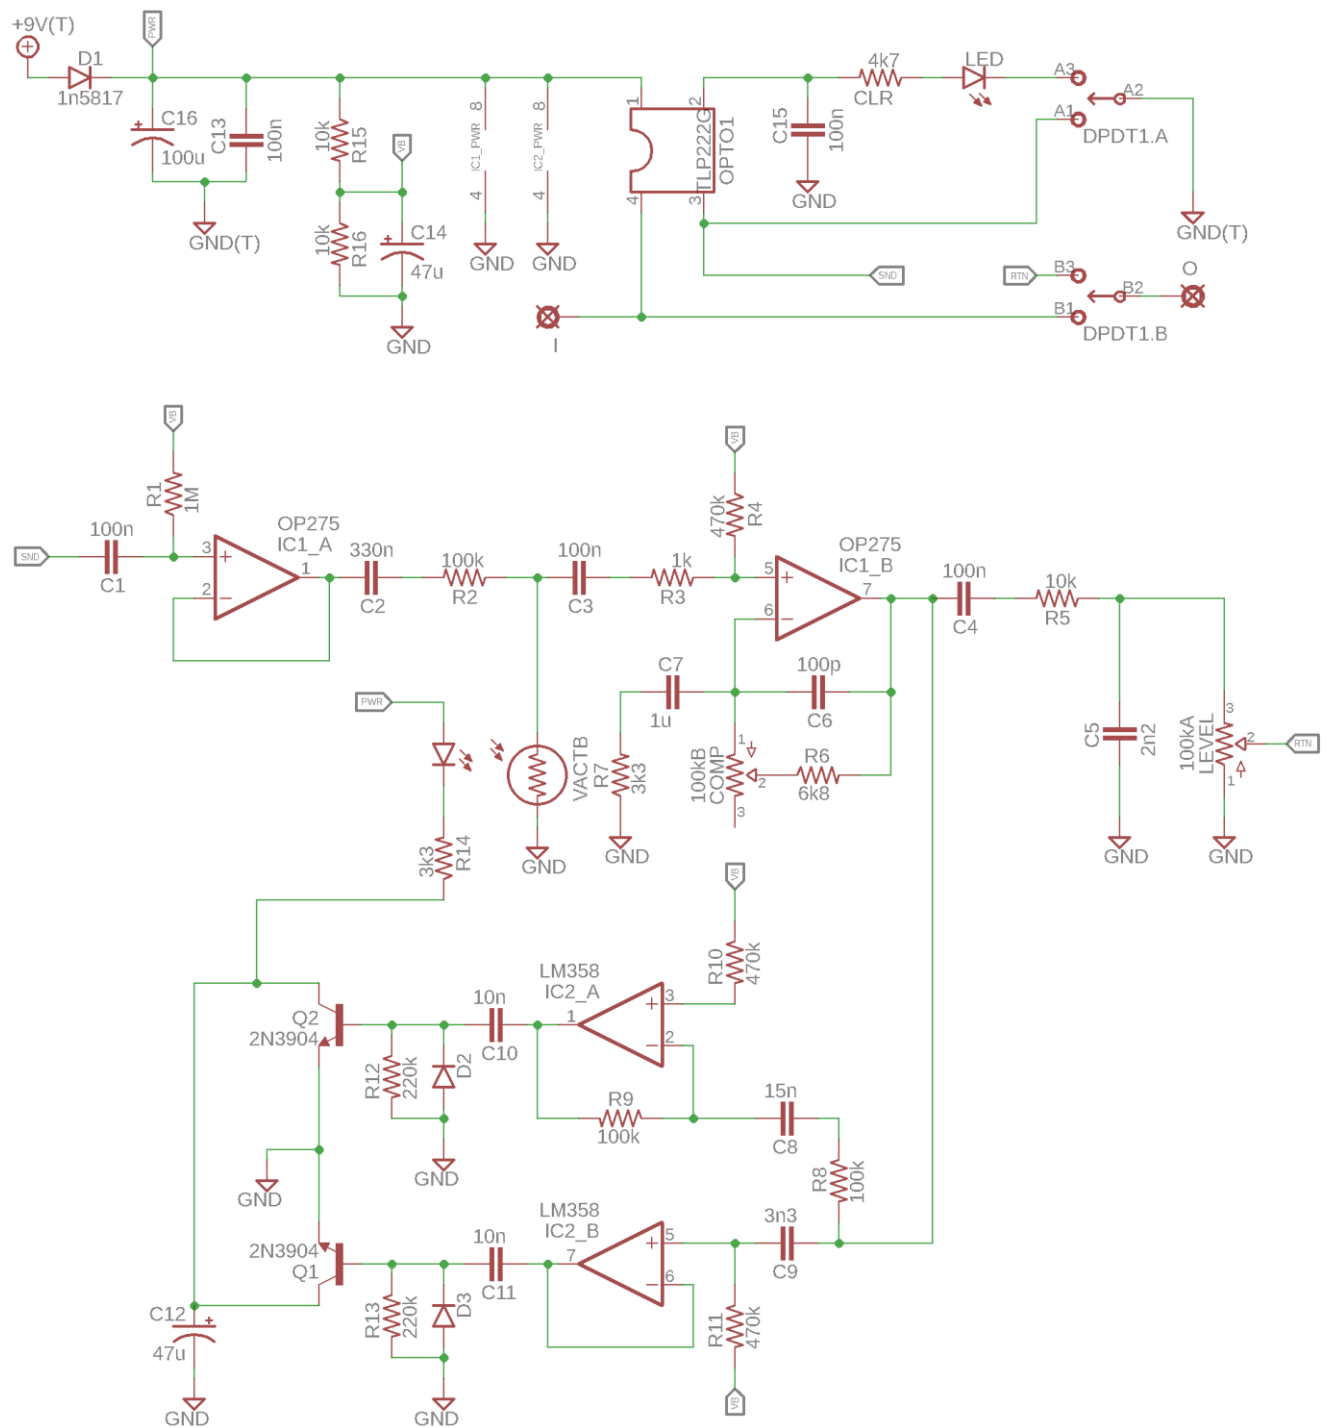 +9V(T)
PWR
D1
1n5817
C16
100u
C13
100n
GND(T)
10k
R15
VB
10k
R16
C14
47u
GND
IC1_PWR
8
4
GND
IC2_PWR
8
4
GND
1
2
4
3
TLP222G
OPTO1
C15
100n
GND
4k7
CLR
LED
A3
A2
A1
DPDT1.A
GND(T)
SND
RTN
B3
B2
B1
DPDT1.B
O
I
VB
R1
1M
SND
100n
C1
3
2
1
OP275
IC1_A
330n
C2
100k
R2
100n
C3
1k
R3
VB
470k
R4
5
6
7
OP275
IC1_B
100n
C4
10k
R5
C7
1u
100p
C6
R7
3k3
GND
100kB
COMP
1
2
3
R6
6k8
C5
2n2
GND
100kA
LEVEL
3
2
1
RTN
GND
PWR
VACTB
GND
3k3
R14
VB
R10
470k
LM358
IC2_A
3
2
1
10n
C10
Q2
2N3904
R12
220k
D2
GND
R9
100k
15n
C8
R8
100k
GND
LM358
IC2_B
5
6
7
3n3
C9
10n
C11
2N3904
Q1
R13
220k
D3
GND
R11
470k
VB
C12
47u
GND